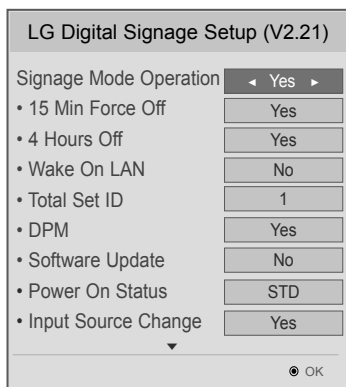 LG Digital Signage Setup (V2.21)
Signage Mode Operation ◄ Yes ►
• 15 Min Force Off Yes
• 4 Hours Off Yes
• Wake On LAN No
• Total Set ID 1
• DPM Yes
• Software Update No
• Power On Status STD
• Input Source Change Yes
▼
◉ OK